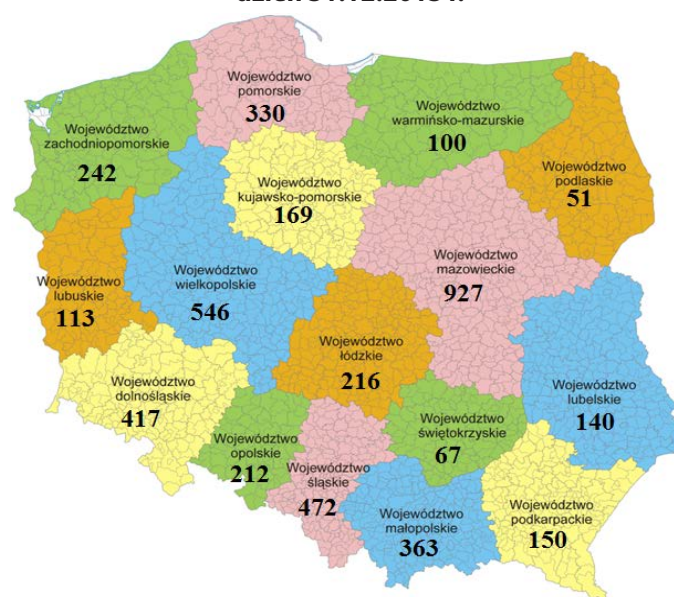 Województwo
pomorskie
330
Województwo
warmińsko-mazurskie
100
Województwo
zachodniopomorskie
242
Województwo
podlaskie
51
Województwo
kujawsko-pomorskie
169
Województwo
mazowieckie
927
Województwo
wielkopolskie
546
Województwo
lubuskie
113
Województwo
łódzkie
216
Województwo
lubelskie
140
Województwo
dolnośląskie
417
Województwo
świętokrzyskie
67
Województwo
opolskie
212
Województwo
śląskie
472
Województwo
małopolskie
363
Województwo
podkarpackie
150